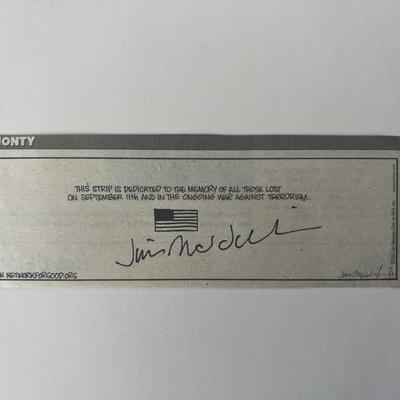 MONTY
THIS STRIP IS DEDICATED TO THE MEMORY OF ALL THOSE LOST
ON SEPTEMBER 11TH AND IN THE ONGOING WAR AGAINST TERRORISM.
.NETWORKFORGOOD.ORG